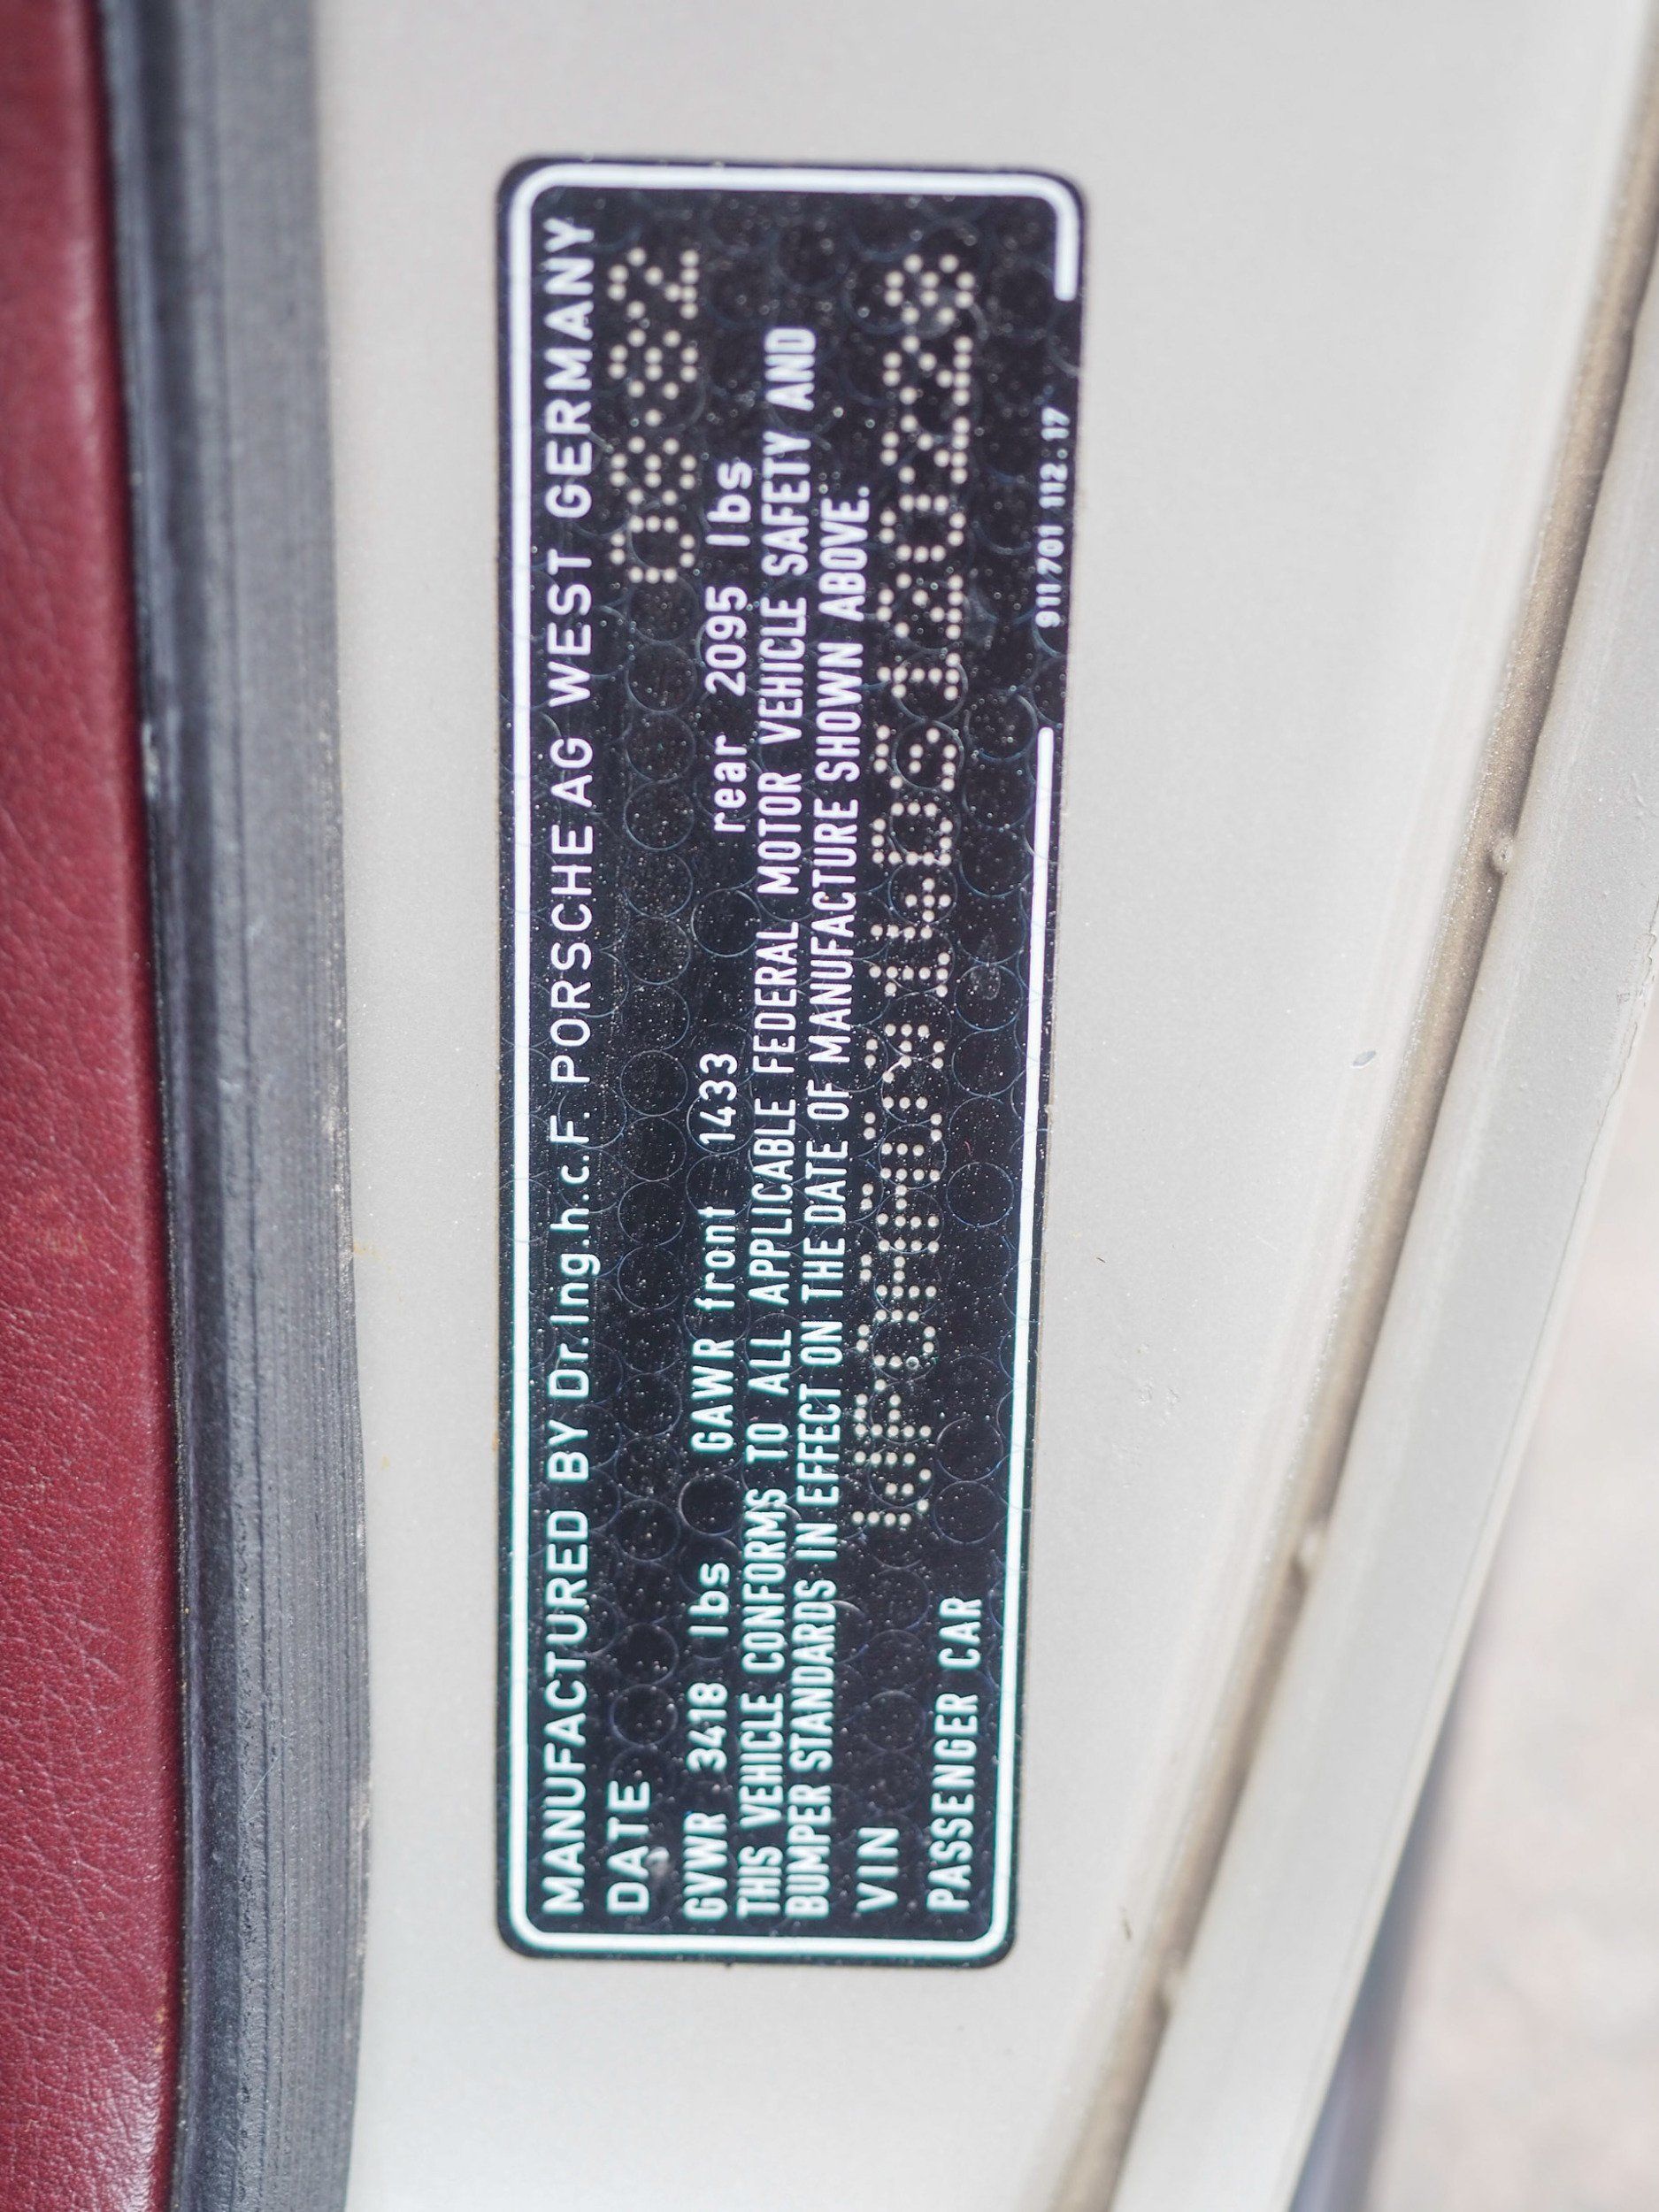 MANUFACTURED BY Dr.Ing.h.c.F. PORSCHE AG WEST GERMANY
DATE
GVWR 3418 lbs GAWR front 1433 rear 2095 lbs
THIS VEHICLE CONFORMS TO ALL APPLICABLE FEDERAL MOTOR VEHICLE SAFETY AND
BUMPER STANDARDS IN EFFECT ON THE DATE OF MANUFACTURE SHOWN ABOVE.
VIN
PASSENGER CAR
911 701 112.17